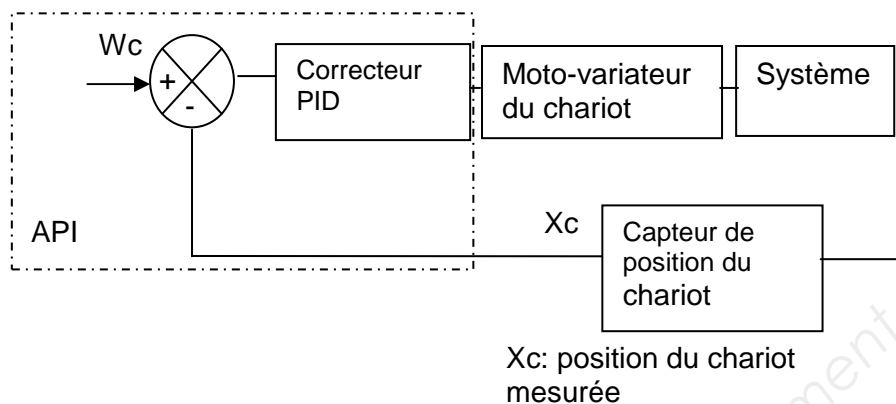 Wc
+
-
Correcteur
PID
Moto-variateur
du chariot
Système
API
Xc
Capteur de
position du
chariot
Xc: position du chariot
mesurée